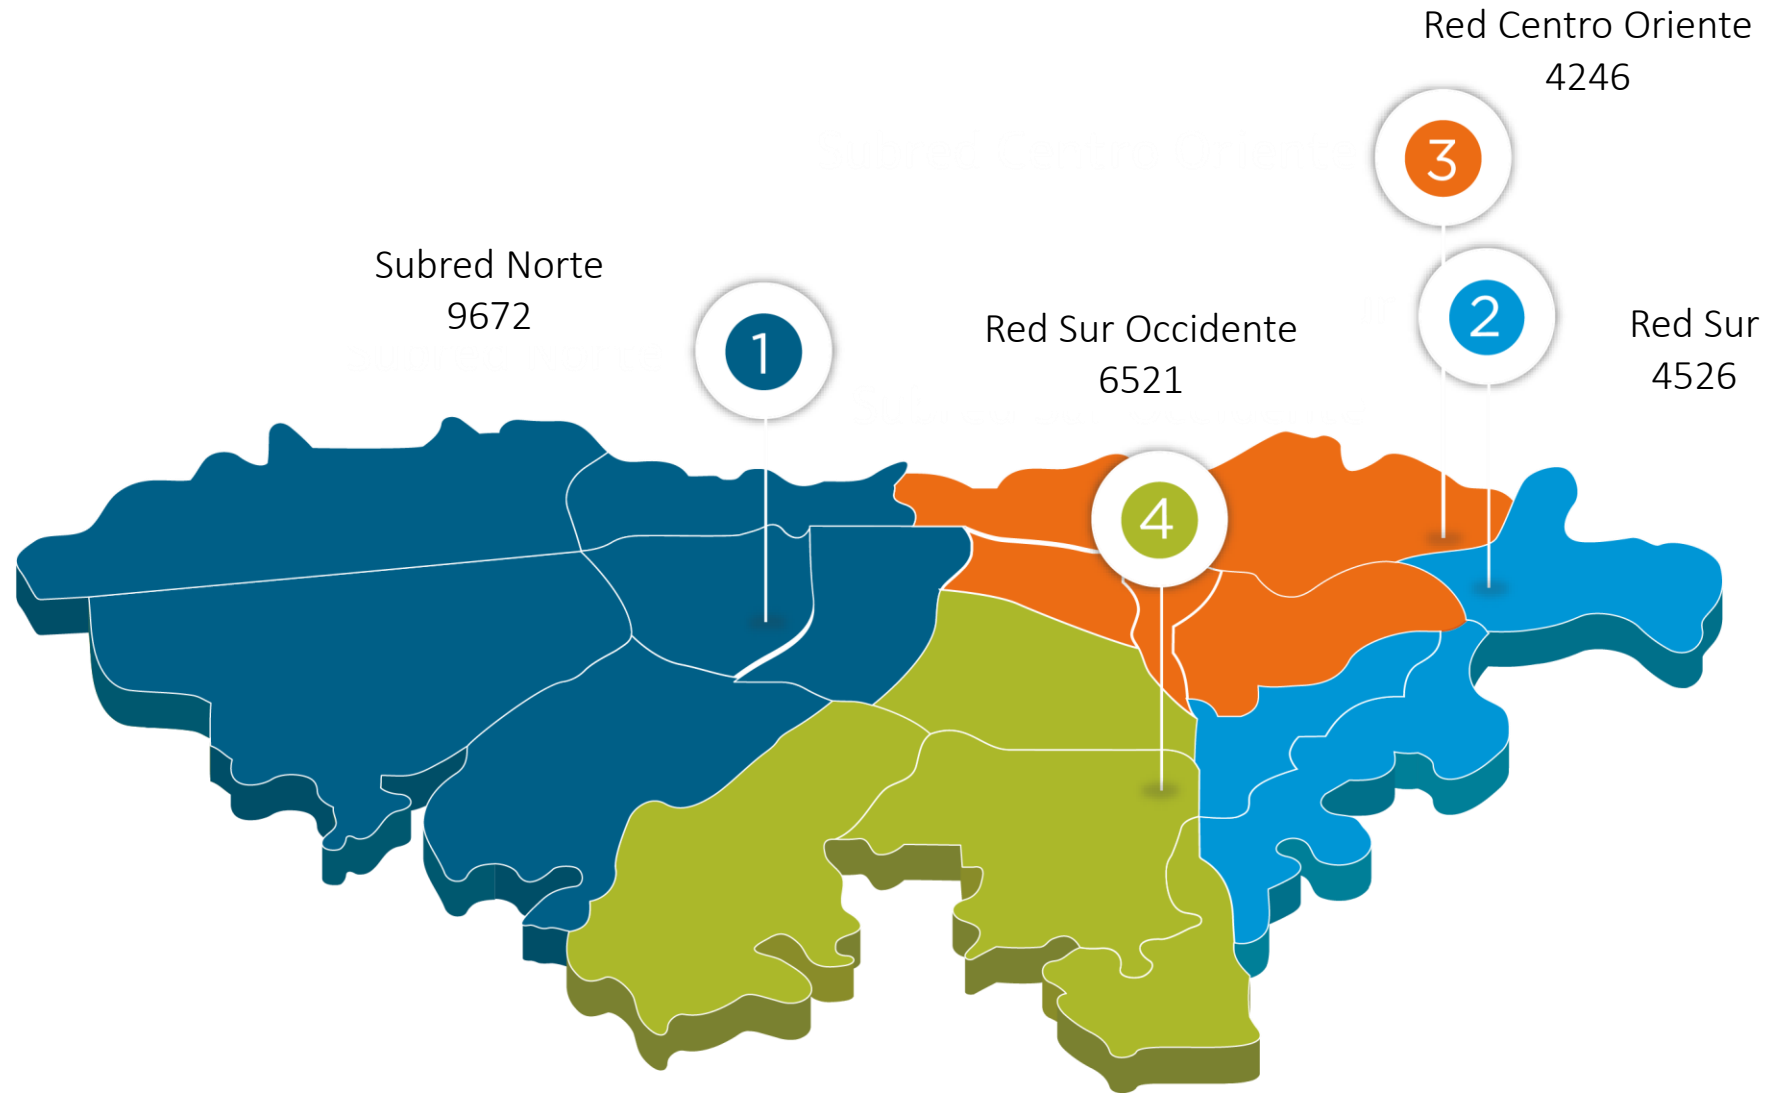 Red Centro Oriente
4246
3
Subred Norte
9672
1
Red Sur Occidente
6521
2
Red Sur
4526
4